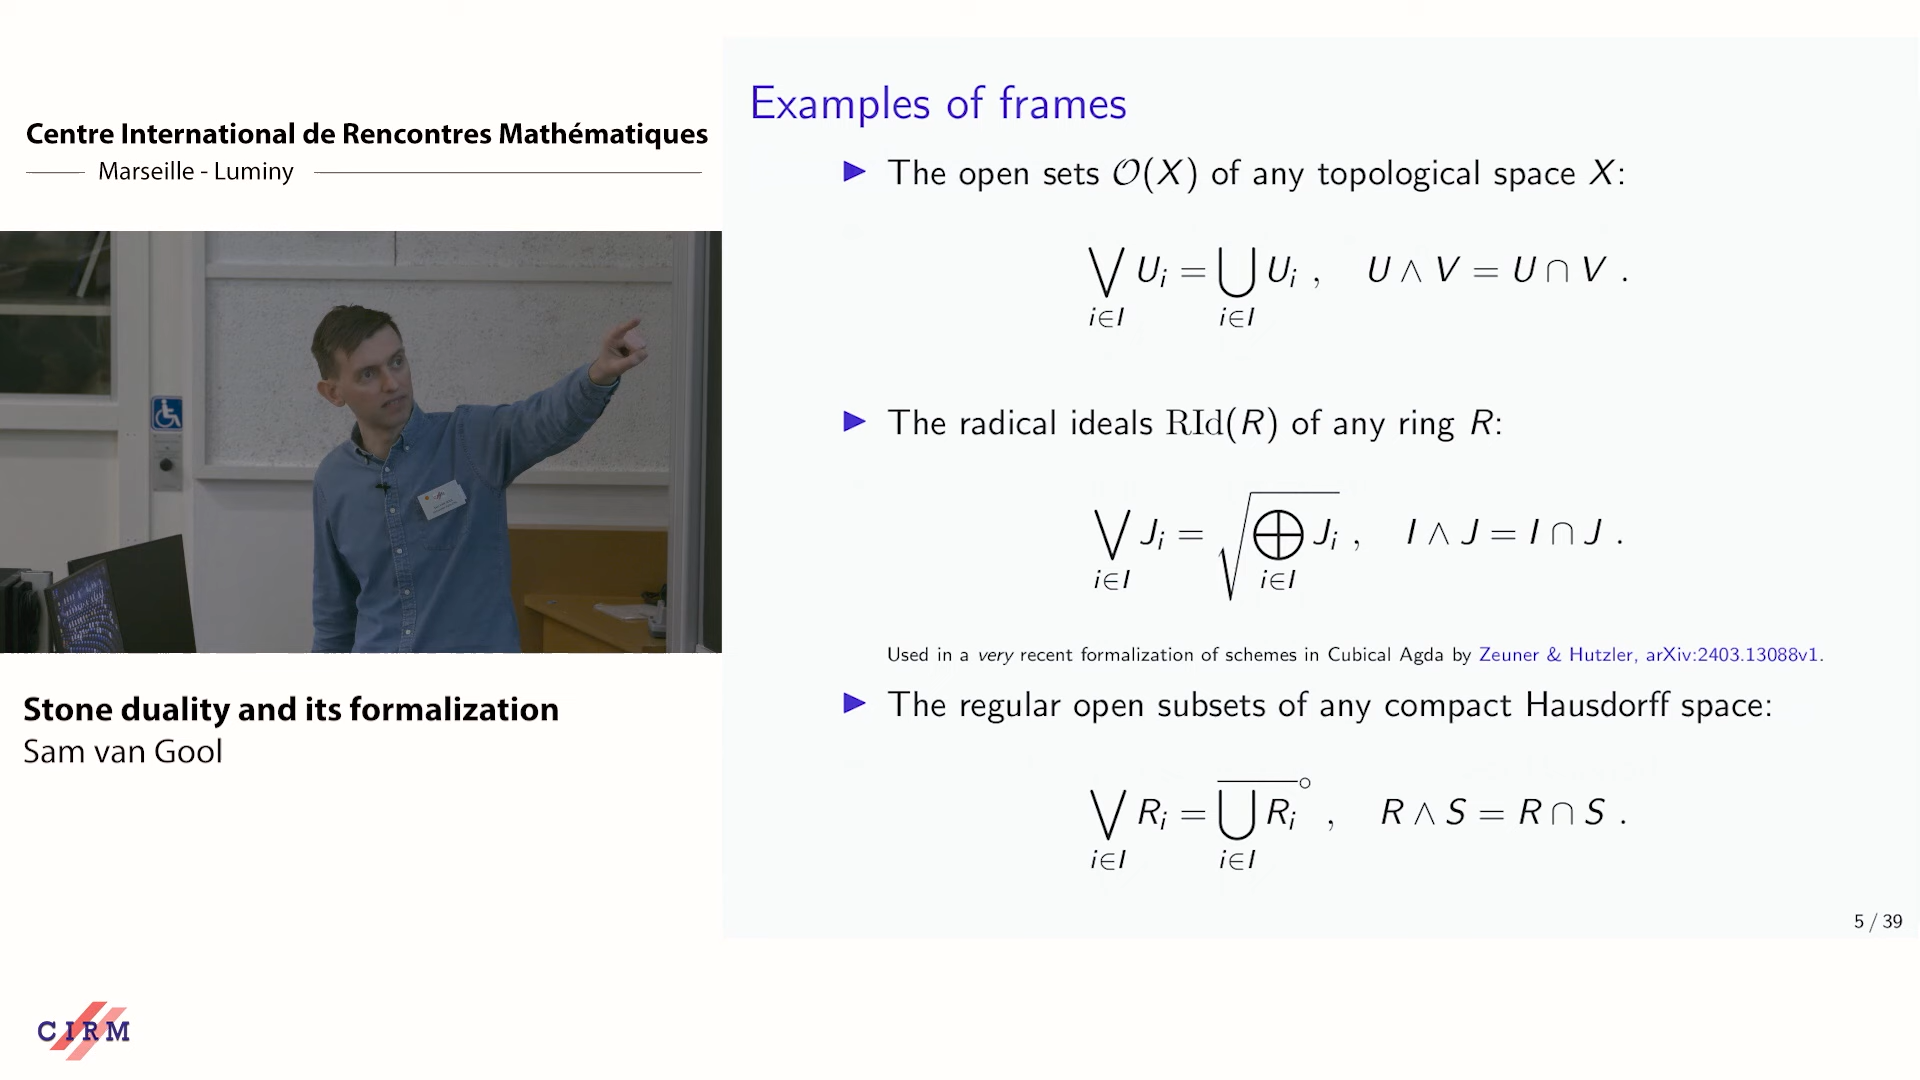 Centre International de Rencontres Mathématiques
Marseille - Luminy
Stone duality and its formalization
Sam van Gool
CIRM
Examples of frames
▶ The open sets 𝒪(X) of any topological space X:
⋁_{i∈I} U_i = ⋃_{i∈I} U_i , U ∧ V = U ∩ V .
▶ The radical ideals RId(R) of any ring R:
⋁_{i∈I} J_i = √(⨁_{i∈I} J_i) , I ∧ J = I ∩ J .
Used in a very recent formalization of schemes in Cubical Agda by Zeuner & Hutzler, arXiv:2403.13088v1.
▶ The regular open subsets of any compact Hausdorff space:
⋁_{i∈I} R_i = \overline{⋃_{i∈I} R_i}^∘ , R ∧ S = R ∩ S .
5 / 39